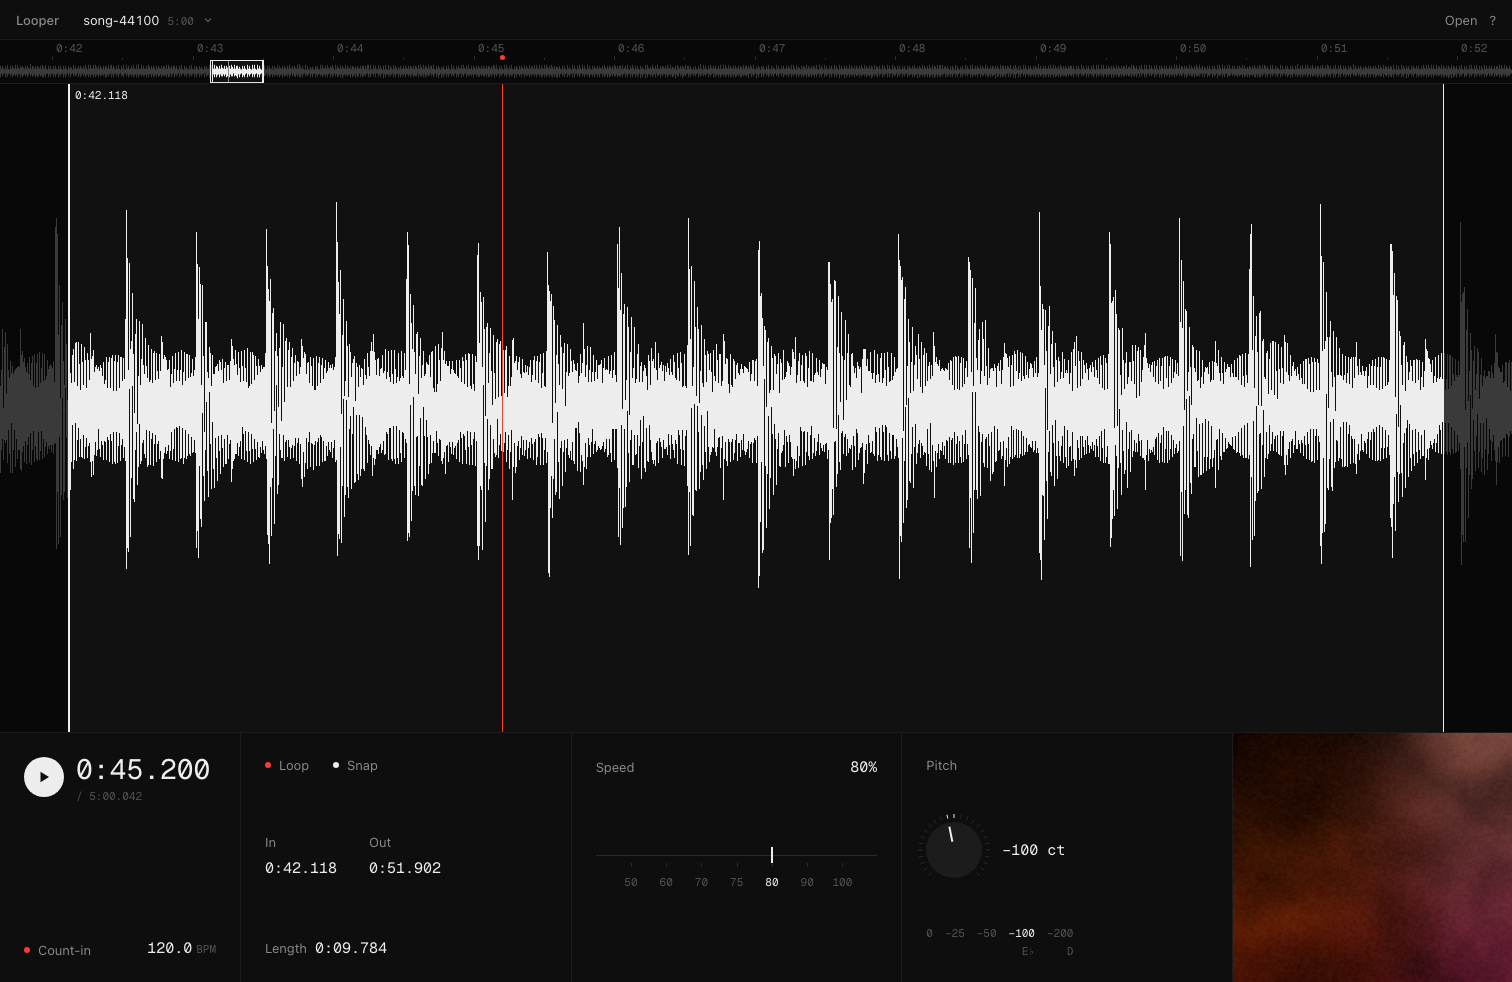 Looper song-44100 5:00 Open ?
0:42 0:43 0:44 0:45 0:46 0:47 0:48 0:49 0:50 0:51 0:52
0:42.118
0:45.200
/ 5:00.042
Count-in 120.0 BPM
Loop Snap
In Out
0:42.118 0:51.902
Length 0:09.784
Speed 80%
50 60 70 75 80 90 100
Pitch
−100 ct
0 −25 −50 −100 −200
E♭ D